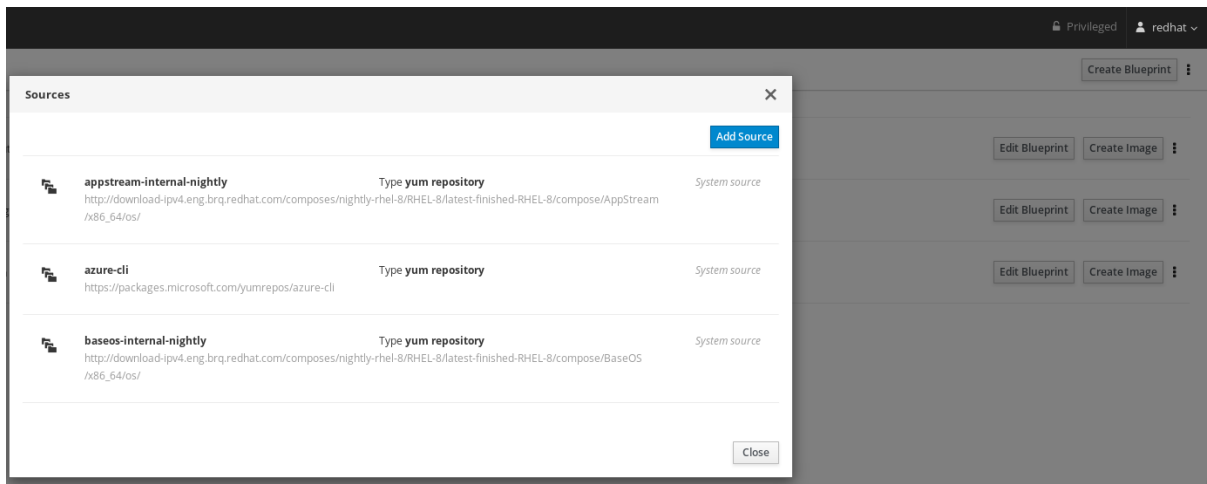 Privileged redhat
Create Blueprint
Sources
Add Source
appstream-internal-nightly Type yum repository System source
http://download-ipv4.eng.brq.redhat.com/composes/nightly-rhel-8/RHEL-8/latest-finished-RHEL-8/compose/AppStream
/x86_64/os/
Edit Blueprint Create Image
Edit Blueprint Create Image
azure-cli Type yum repository System source
https://packages.microsoft.com/yumrepos/azure-cli
Edit Blueprint Create Image
baseos-internal-nightly Type yum repository System source
http://download-ipv4.eng.brq.redhat.com/composes/nightly-rhel-8/RHEL-8/latest-finished-RHEL-8/compose/BaseOS
/x86_64/os/
Close